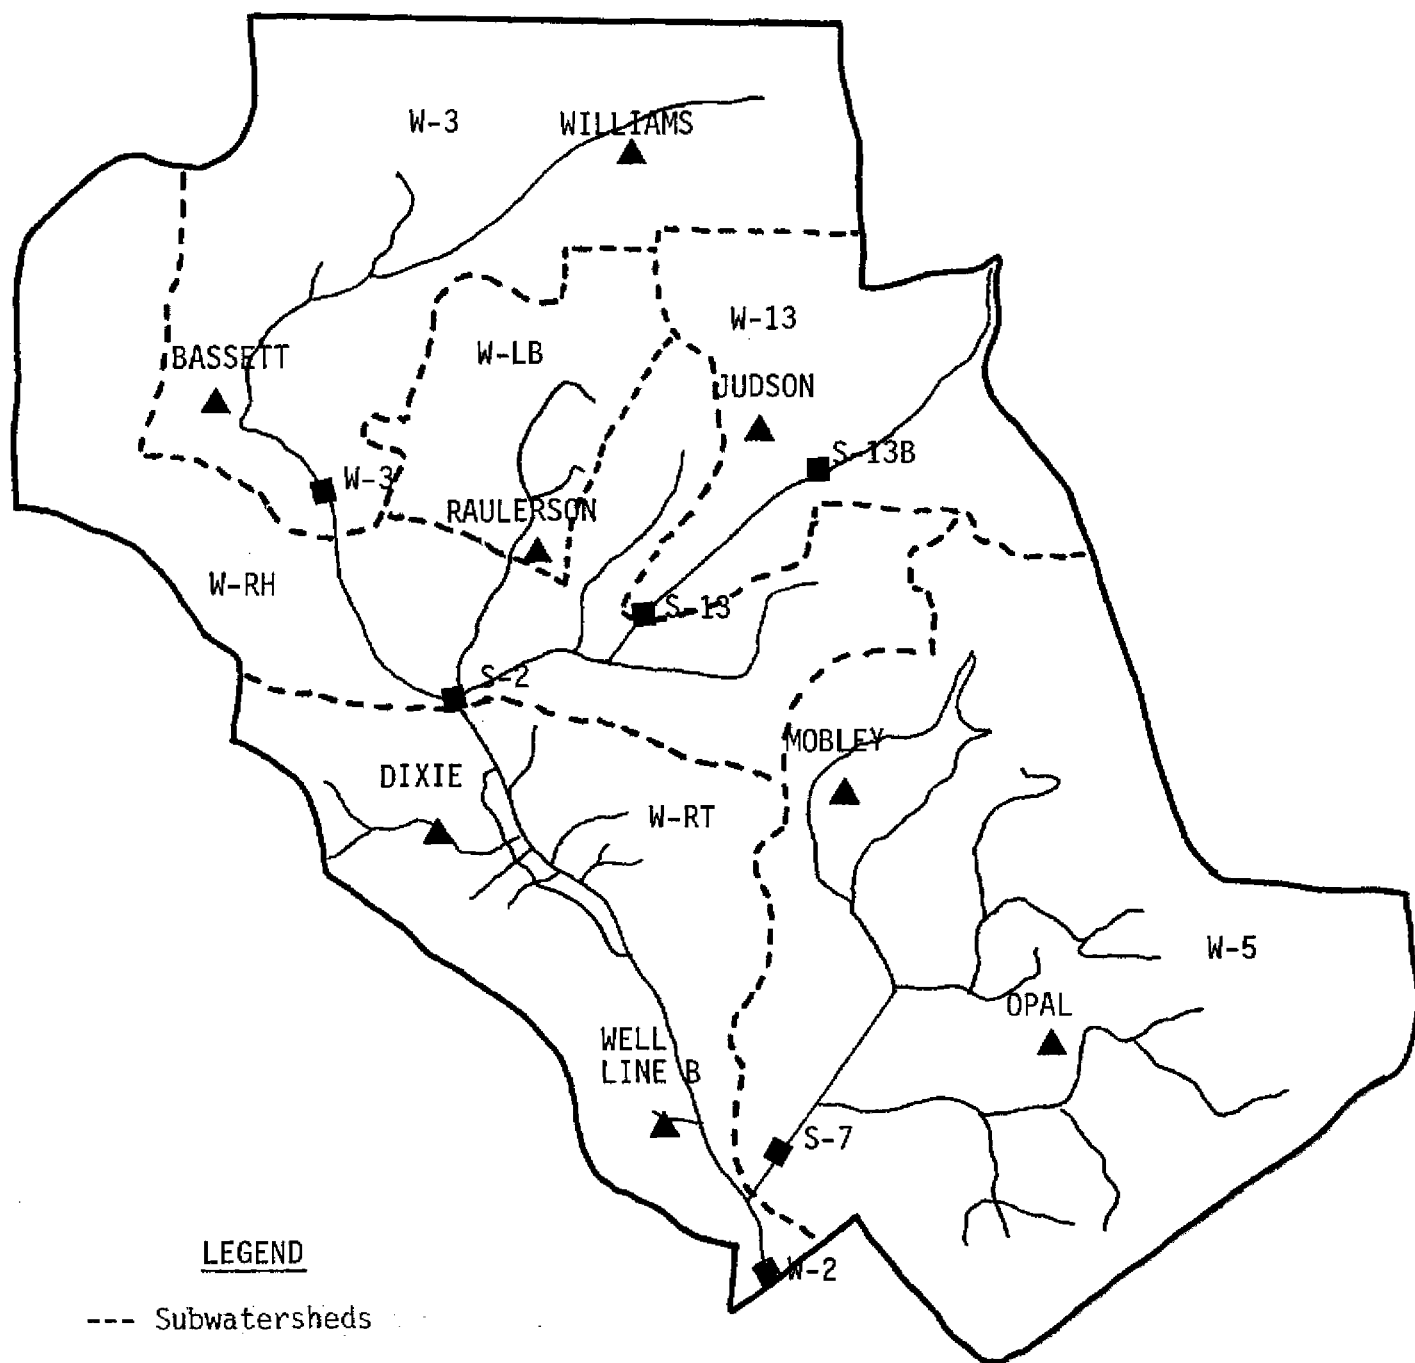 W-3
WILLIAMS
W-13
W-LB
BASSETT
JUDSON
S-13B
W-3
RAULERSON
W-RH
S-13
S-2
MOBLEY
DIXIE
W-RT
W-5
OPAL
WELL
LINE B
S-7
W-2
LEGEND
--- Subwatersheds